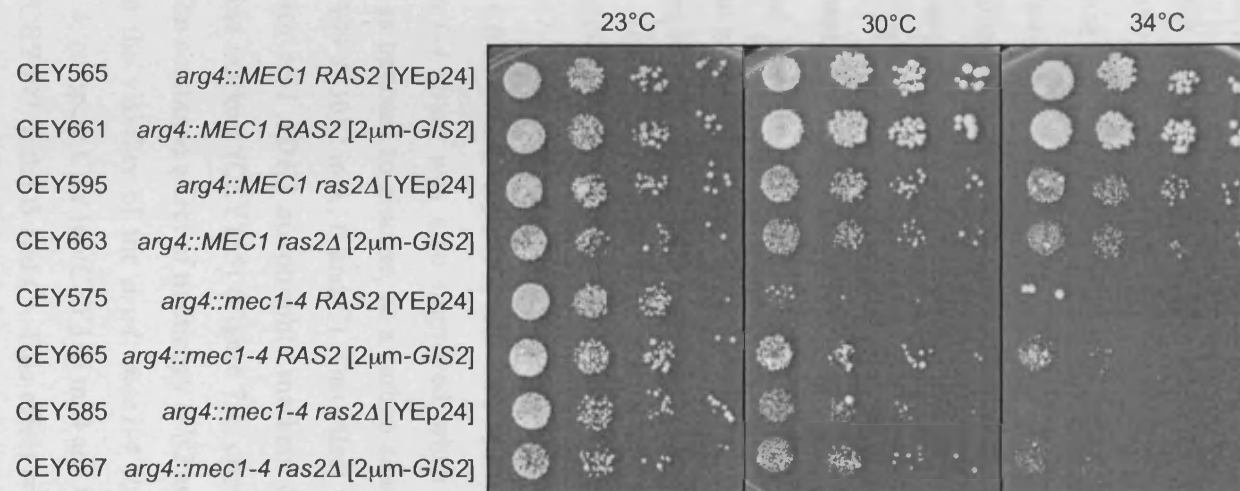 23°C 30°C 34°C
CEY565 arg4::MEC1 RAS2 [YEp24]
CEY661 arg4::MEC1 RAS2 [2μm-GIS2]
CEY595 arg4::MEC1 ras2Δ [YEp24]
CEY663 arg4::MEC1 ras2Δ [2μm-GIS2]
CEY575 arg4::mec1-4 RAS2 [YEp24]
CEY665 arg4::mec1-4 RAS2 [2μm-GIS2]
CEY585 arg4::mec1-4 ras2Δ [YEp24]
CEY667 arg4::mec1-4 ras2Δ [2μm-GIS2]